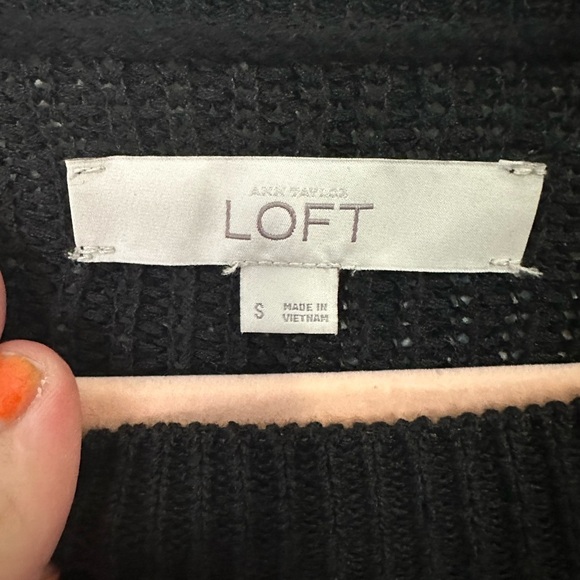 ANN TAYLOR
LOFT
S
MADE IN
VIETNAM